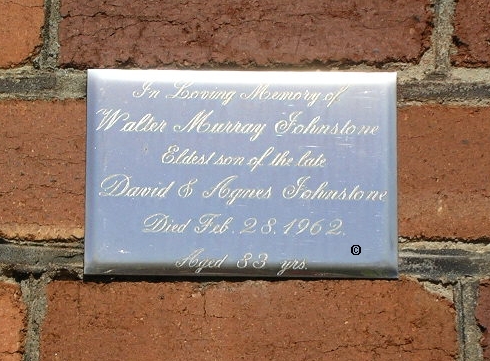 In Loving Memory of
Walter Murray Johnstone
Eldest son of the late
David & Agnes Johnstone
Died Feb. 28. 1962.
©
Aged 83 yrs.